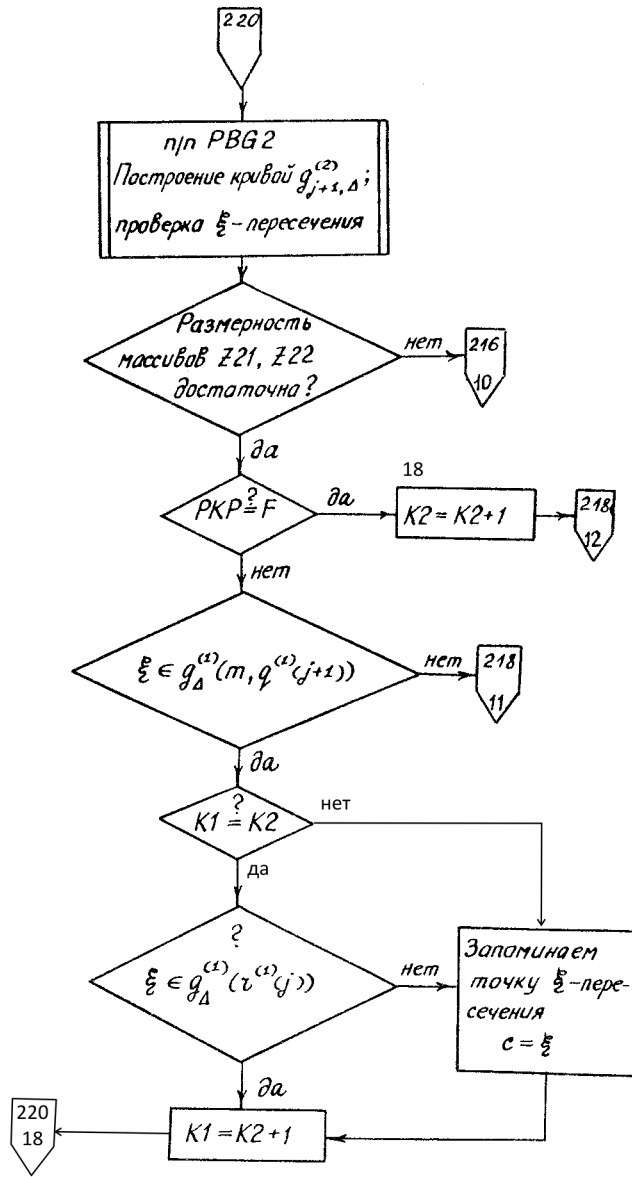 220
п/п PBG2
Построение кривой g^{(2)}_{j+1,Δ};
проверка ξ-пересечения
Размерность
массивов Z21, Z22
достаточна?
нет
216
10
да
PKP ?= F
да
18
K2 = K2+1
218
12
нет
ξ ∈ g_Δ^{(1)}(m, q^{(1)}(j+1))
нет
218
11
да
?
K1 = K2
нет
да
?
ξ ∈ g_Δ^{(1)}(τ^{(1)}(j))
нет
Запоминаем
точку ξ-пере-
сечения
c = ξ
да
K1 = K2+1
220
18